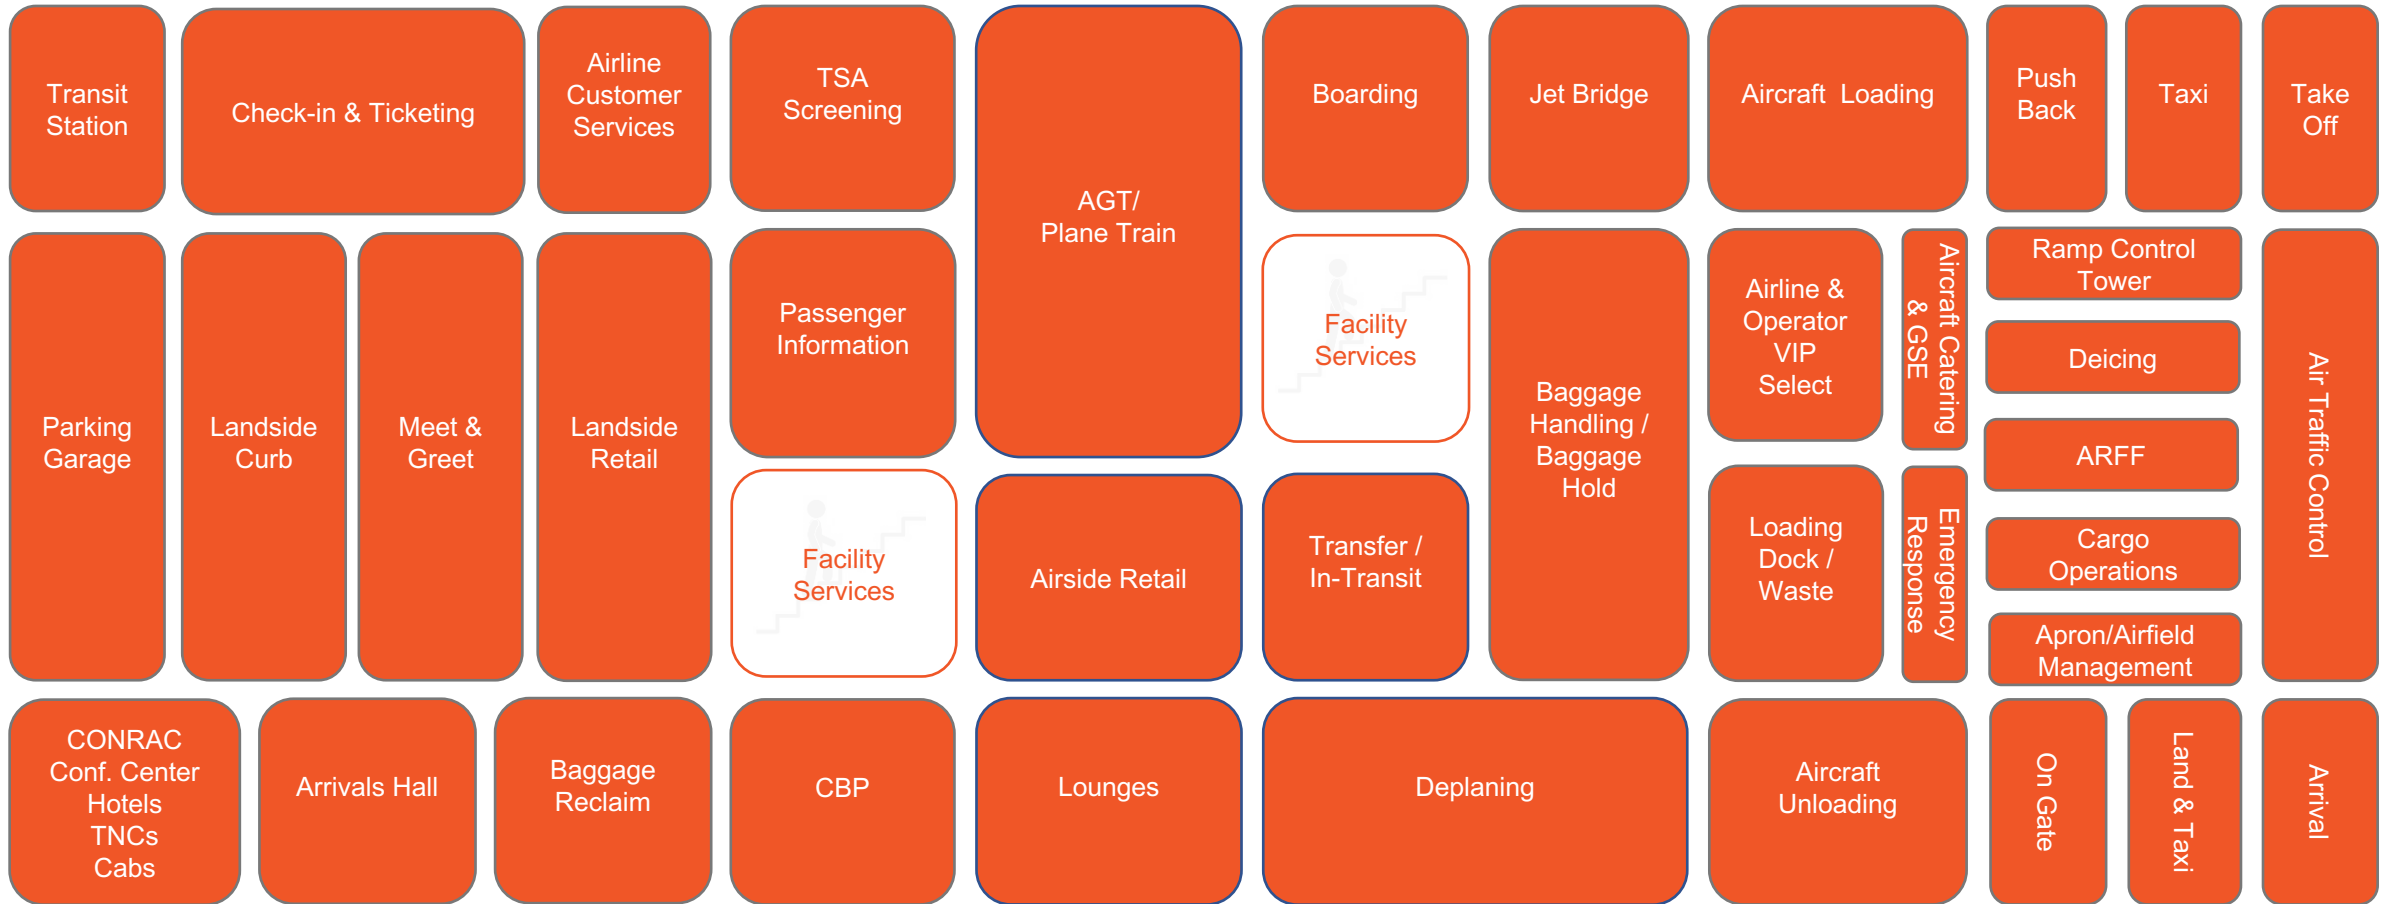 Transit
Station
Check-in & Ticketing
Airline
Customer
Services
TSA
Screening
AGT/
Plane Train
Boarding
Jet Bridge
Aircraft Loading
Push
Back
Taxi
Take
Off
Parking
Garage
Landside
Curb
Meet &
Greet
Landside
Retail
Passenger
Information
Facility
Services
Airside Retail
Facility
Services
Transfer /
In-Transit
Baggage
Handling /
Baggage
Hold
Airline &
Operator
VIP
Select
Aircraft Catering
& GSE
Loading
Dock /
Waste
Emergency
Response
Ramp Control
Tower
Deicing
ARFF
Cargo
Operations
Apron/Airfield
Management
Air Traffic Control
CONRAC
Conf. Center
Hotels
TNCs
Cabs
Arrivals Hall
Baggage
Reclaim
CBP
Lounges
Deplaning
Aircraft
Unloading
On Gate
Land & Taxi
Arrival